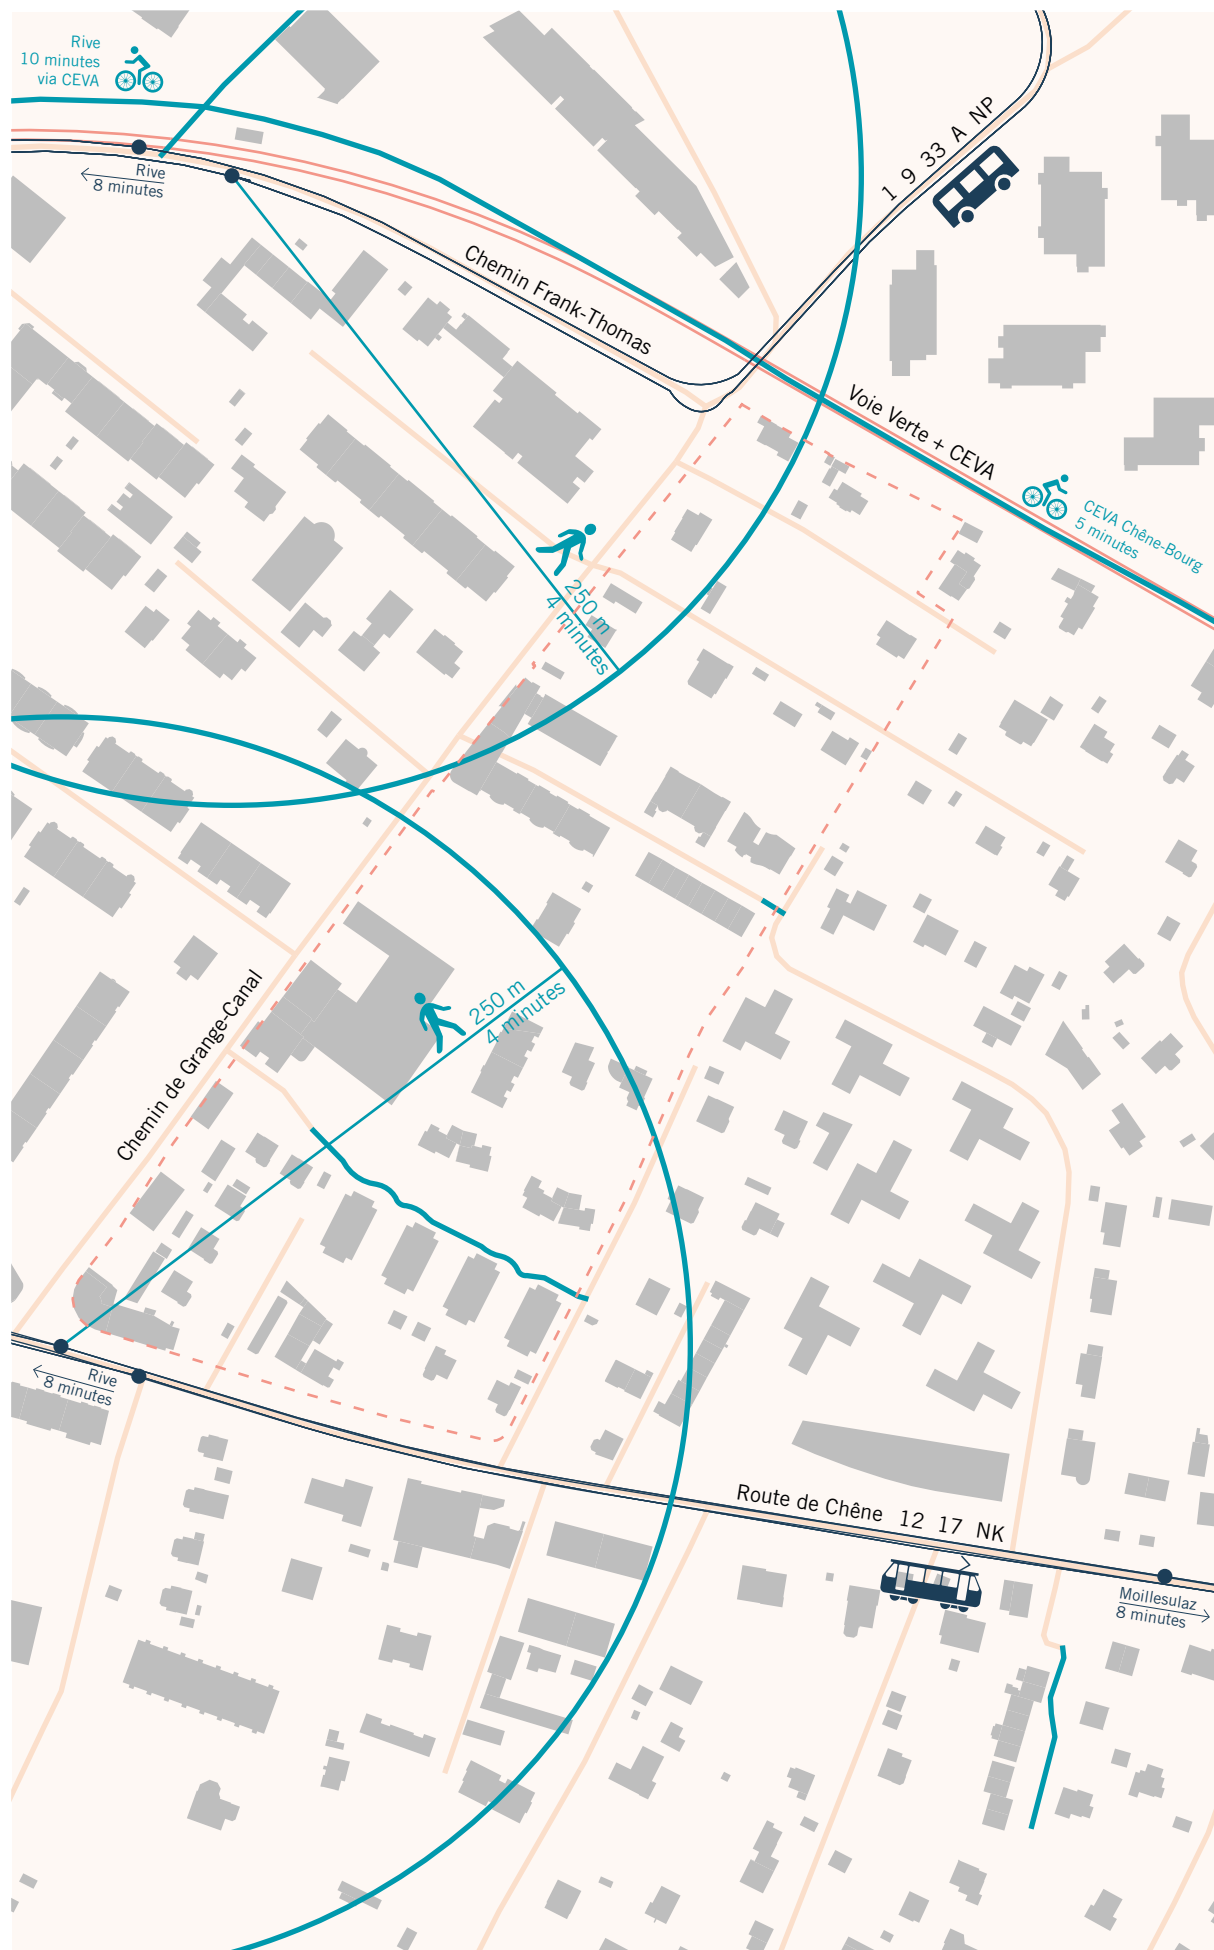 Rive
10 minutes
via CEVA
1 9 33 A NP
Rive
8 minutes
Chemin Frank-Thomas
Voie Verte + CEVA
CEVA Chêne-Bourg
5 minutes
250 m
4 minutes
Chemin de Grange-Canal
250 m
4 minutes
Rive
8 minutes
Route de Chêne 12 17 NK
Moillesulaz
8 minutes